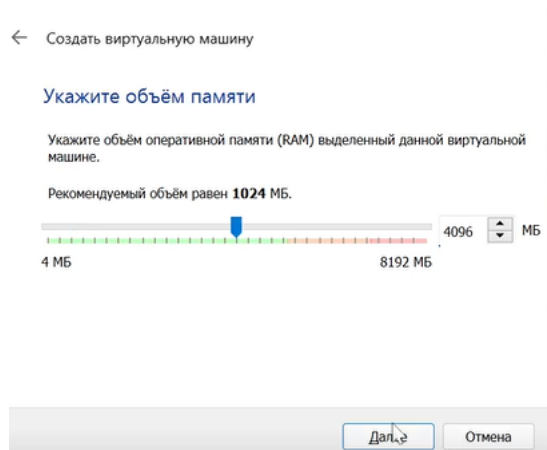 Создать виртуальную машину
Укажите объём памяти
Укажите объём оперативной памяти (RAM) выделенный данной виртуальной
машине.
Рекомендуемый объём равен 1024 МБ.
4096 МБ
4 МБ 8192 МБ
Далее Отмена